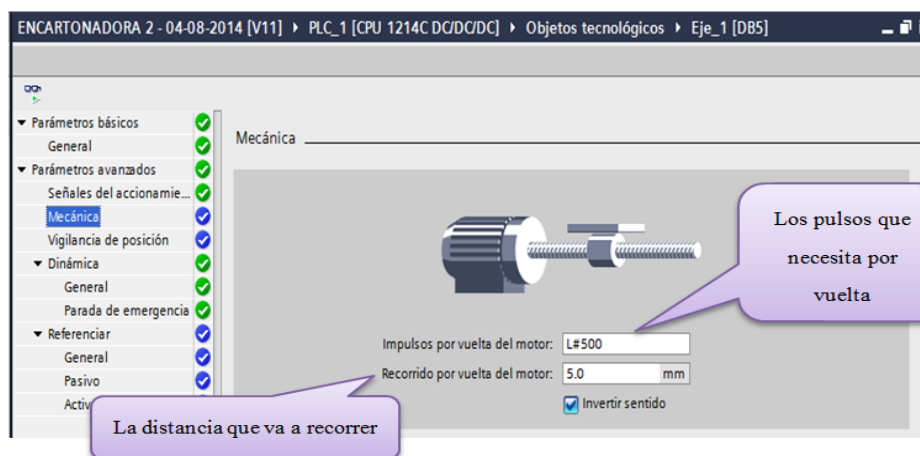 ENCARTONADORA 2 - 04-08-2014 [V11] ▸ PLC_1 [CPU 1214C DC/DC/DC] ▸ Objetos tecnológicos ▸ Eje_1 [DB5]
Parámetros básicos
General
Parámetros avanzados
Señales del accionamie...
Mecánica
Vigilancia de posición
Dinámica
General
Parada de emergencia
Referenciar
General
Pasivo
Mecánica
Los pulsos que
necesita por
vuelta
Impulsos por vuelta del motor: L#500
Recorrido por vuelta del motor: 5.0 mm
Invertir sentido
La distancia que va a recorrer